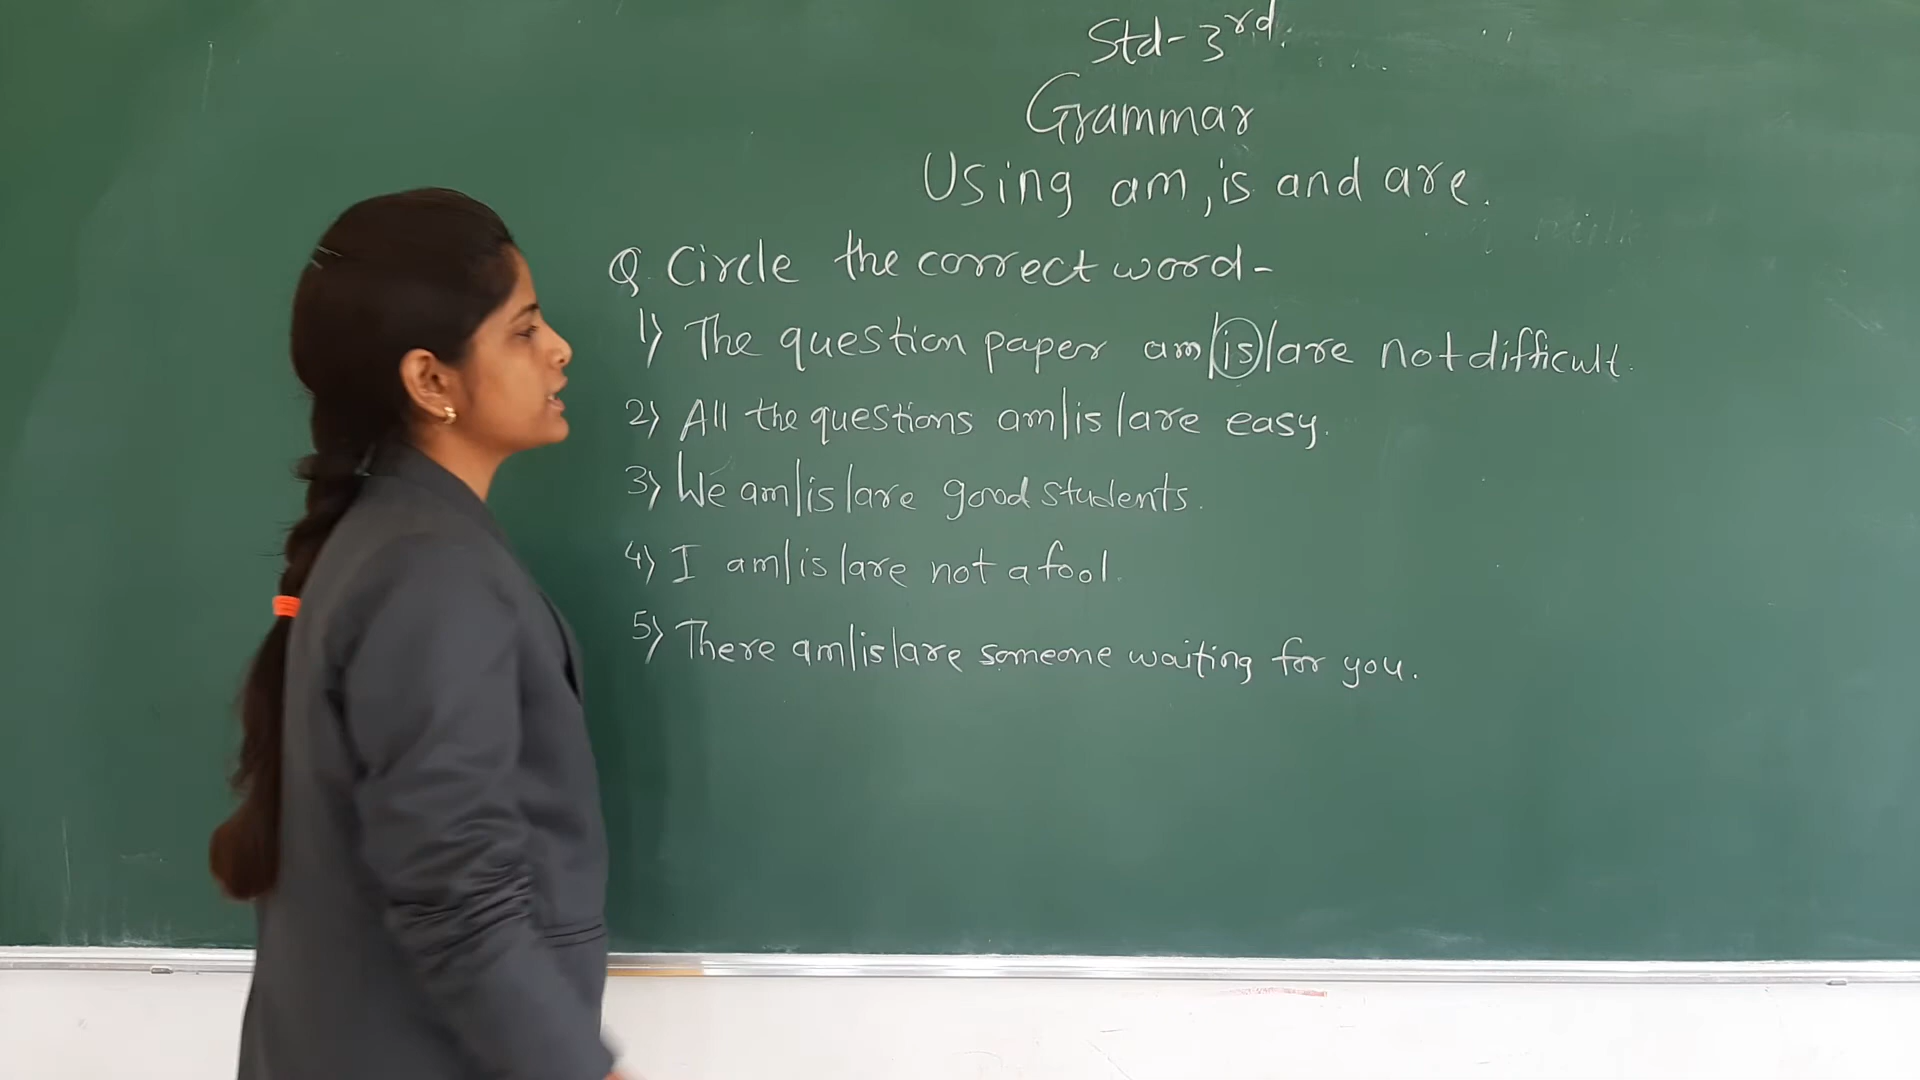 Std-3rd.
Grammar
Using am, is and are.
Q. Circle the correct word-
1) The question paper am/is/are not difficult.
2) All the questions am/is/are easy.
3) We am/is/are good students.
4) I am/is/are not a fool.
5) There am/is/are someone waiting for you.